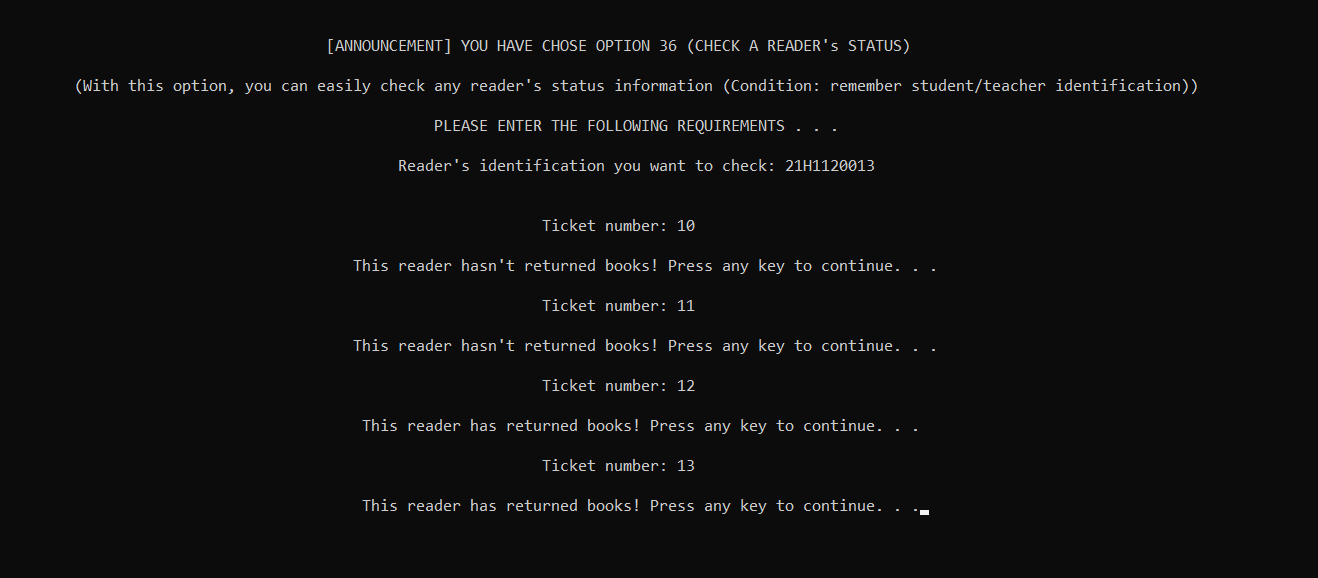 [ANNOUNCEMENT] YOU HAVE CHOSE OPTION 36 (CHECK A READER's STATUS)
(With this option, you can easily check any reader's status information (Condition: remember student/teacher identification))
PLEASE ENTER THE FOLLOWING REQUIREMENTS . . .
Reader's identification you want to check: 21H1120013
Ticket number: 10
This reader hasn't returned books! Press any key to continue. . .
Ticket number: 11
This reader hasn't returned books! Press any key to continue. . .
Ticket number: 12
This reader has returned books! Press any key to continue. . .
Ticket number: 13
This reader has returned books! Press any key to continue. . .